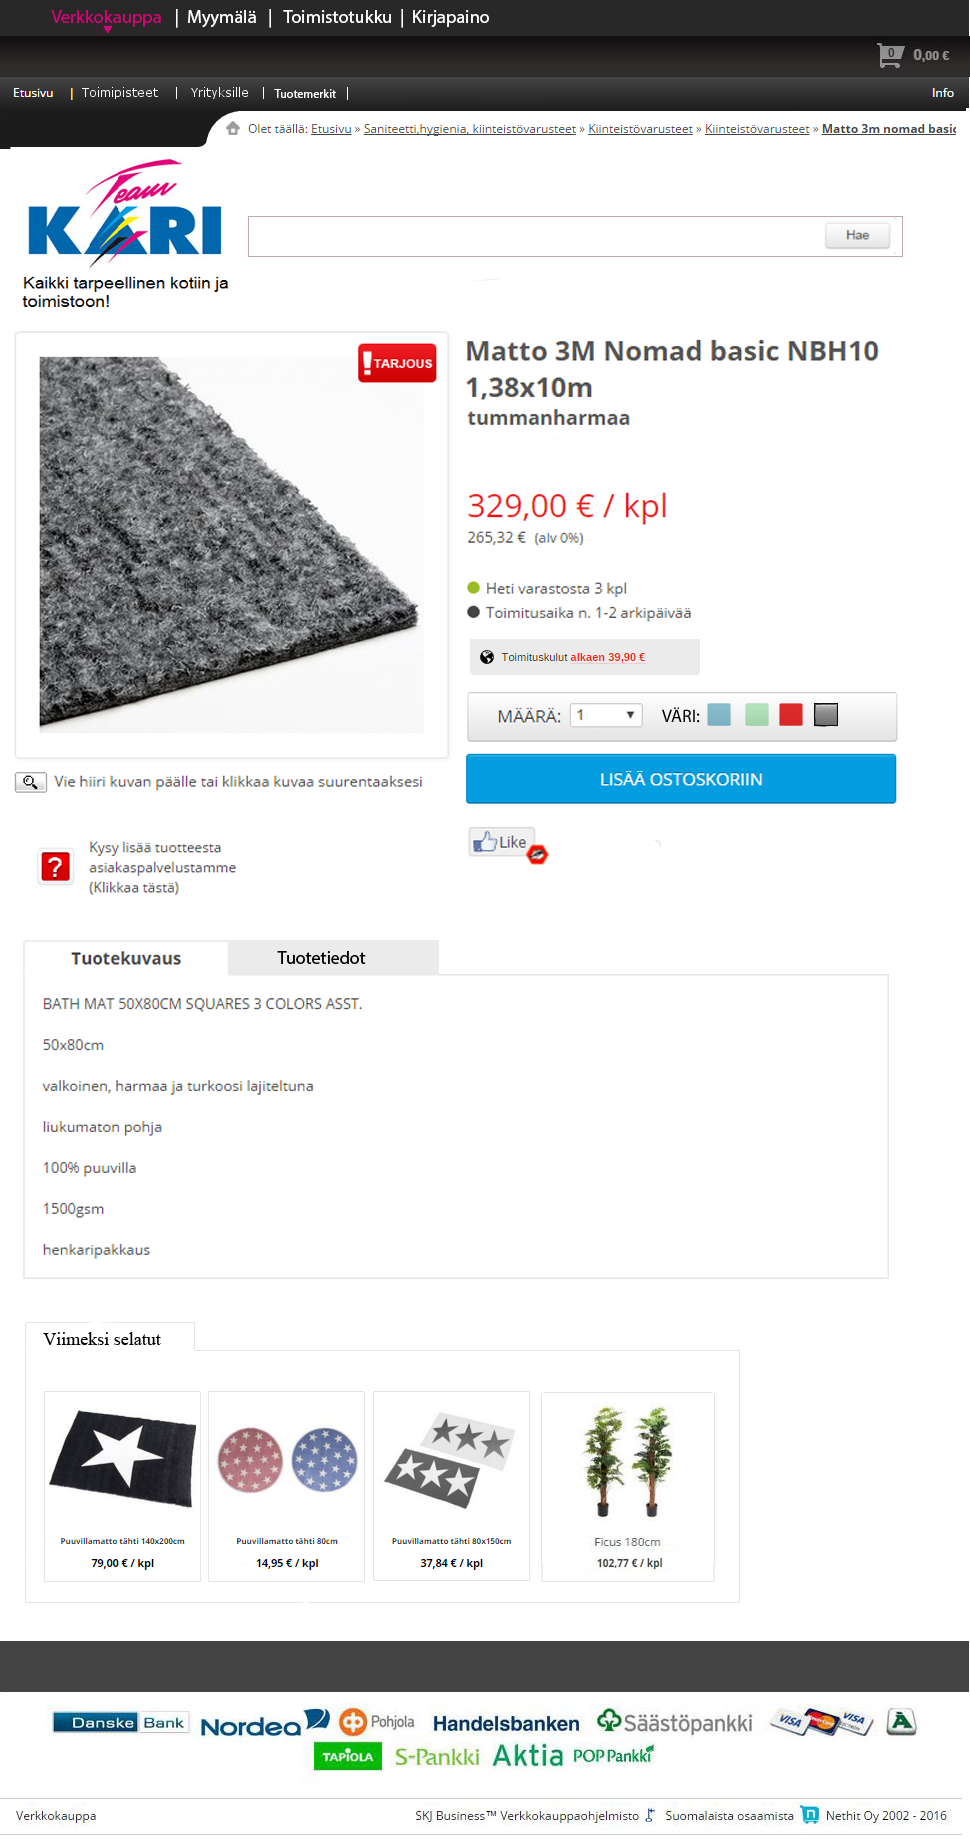 Verkkokauppa | Myymälä | Toimistotukku | Kirjapaino
0 0,00 €
Etusivu | Toimipisteet | Yrityksille | Tuotemerkit | Info
Olet täällä: Etusivu » Saniteetti,hygienia, kiinteistövarusteet » Kiinteistövarusteet » Kiinteistövarusteet » Matto 3m nomad basic
Team
KARI
Hae
Kaikki tarpeellinen kotiin ja
toimistoon!
!TARJOUS
Matto 3M Nomad basic NBH10
1,38x10m
tummanharmaa
329,00 € / kpl
265,32 € (alv 0%)
Heti varastosta 3 kpl
Toimitusaika n. 1-2 arkipäivää
Toimituskulut alkaen 39,90 €
MÄÄRÄ: 1 VÄRI:
LISÄÄ OSTOSKORIIN
Vie hiiri kuvan päälle tai klikkaa kuvaa suurentaaksesi
Like
?
Kysy lisää tuotteesta
asiakaspalvelustamme
(Klikkaa tästä)
Tuotekuvaus Tuotetiedot
BATH MAT 50X80CM SQUARES 3 COLORS ASST.
50x80cm
valkoinen, harmaa ja turkoosi lajiteltuna
liukumaton pohja
100% puuvilla
1500gsm
henkaripakkaus
Viimeksi selatut
Puuvillamatto tähti 140x200cm
79,00 € / kpl
Puuvillamatto tähti 80cm
14,95 € / kpl
Puuvillamatto tähti 80x150cm
37,84 € / kpl
Ficus 180cm
102,77 € / kpl
Danske Bank Nordea Pohjola Handelsbanken Säästöpankki VISA VISA Å
TAPIOLA S-Pankki Aktia POP Pankki
Verkkokauppa
SKJ Business™ Verkkokauppaohjelmisto Suomalaista osaamista Nethit Oy 2002 - 2016